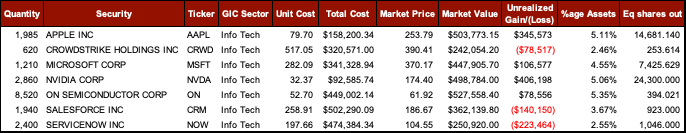 Quantity Security Ticker GIC Sector Unit Cost Total Cost Market Price Market Value Unrealized Gain/(Loss) %age Assets Eq shares out
1,985 APPLE INC AAPL Info Tech 79.70 $158,200.34 253.79 $503,773.15 $345,573 5.11% 14,681.140
620 CROWDSTRIKE HOLDINGS INC CRWD Info Tech 517.05 $320,571.00 390.41 $242,054.20 ($78,517) 2.46% 253.614
1,210 MICROSOFT CORP MSFT Info Tech 282.09 $341,328.94 370.17 $447,905.70 $106,577 4.55% 7,425.629
2,860 NVIDIA CORP NVDA Info Tech 32.37 $92,585.74 174.40 $498,784.00 $406,198 5.06% 24,300.000
8,520 ON SEMICONDUCTOR CORP ON Info Tech 52.70 $449,002.14 61.92 $527,558.40 $78,556 5.35% 394.021
1,940 SALESFORCE INC CRM Info Tech 258.91 $502,290.09 186.67 $362,139.80 ($140,150) 3.67% 923.000
2,400 SERVICENOW INC NOW Info Tech 197.66 $474,384.34 104.55 $250,920.00 ($223,464) 2.55% 1,046.000